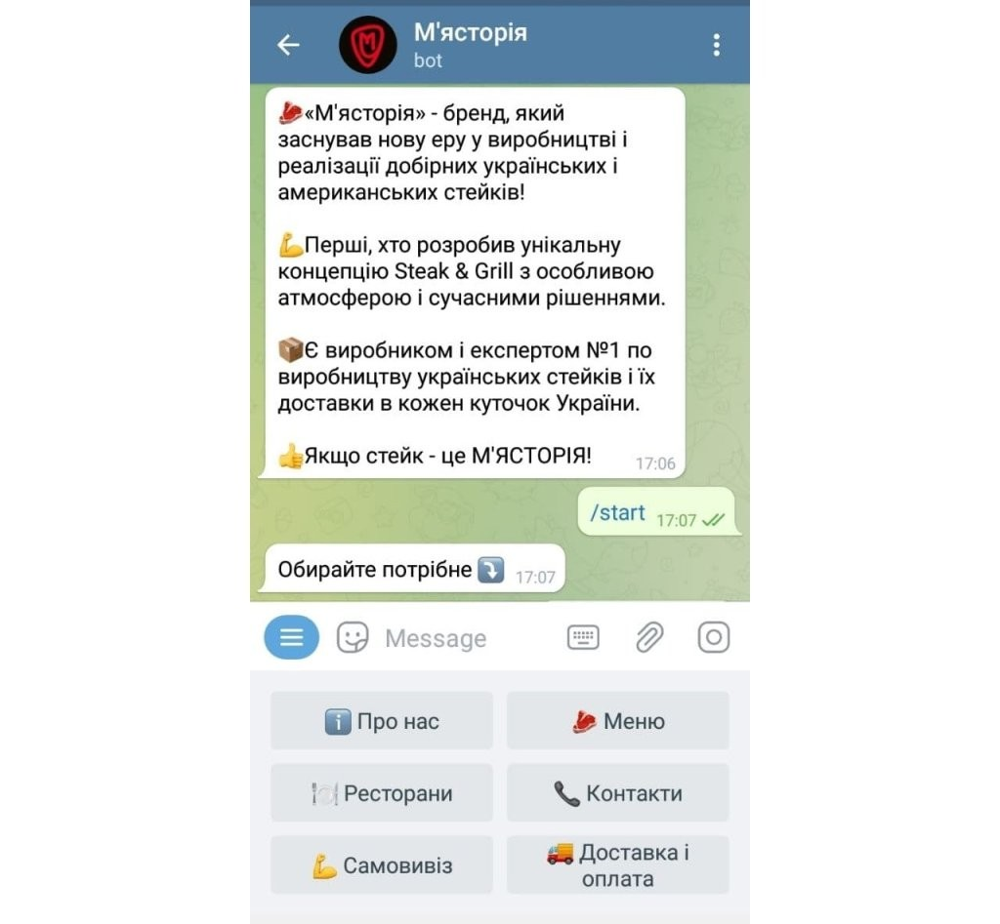 М'ясторія
bot
🥩«М'ясторія» - бренд, який
заснував нову еру у виробництві і
реалізації добірних українських і
американських стейків!
💪Перші, хто розробив унікальну
концепцію Steak & Grill з особливою
атмосферою і сучасними рішеннями.
📦Є виробником і експертом №1 по
виробництву українських стейків і їх
доставки в кожен куточок України.
👍Якщо стейк - це М'ЯСТОРІЯ!
17:06
/start 17:07
Обирайте потрібне ⤵️ 17:07
Message
ℹ️ Про нас
🥩 Меню
🍽️ Ресторани
📞 Контакти
💪 Самовивіз
🚚 Доставка і
оплата